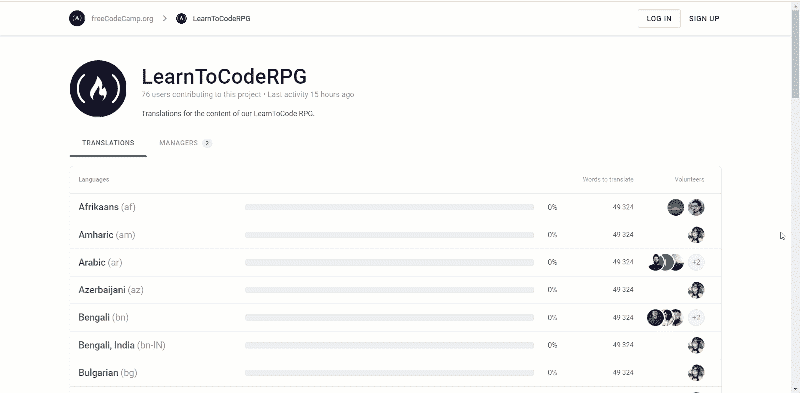 freeCodeCamp.org > LearnToCodeRPG LOG IN SIGN UP
LearnToCodeRPG
76 users contributing to this project • Last activity 15 hours ago
Translations for the content of our LearnToCode RPG.
TRANSLATIONS MANAGERS 2
Languages Words to translate Volunteers
Afrikaans (af) 0% 49 324
Amharic (am) 0% 49 324
Arabic (ar) 0% 49 324 +2
Azerbaijani (az) 0% 49 324
Bengali (bn) 0% 49 324 +2
Bengali, India (bn-IN) 0% 49 324
Bulgarian (bg) 0% 49 324